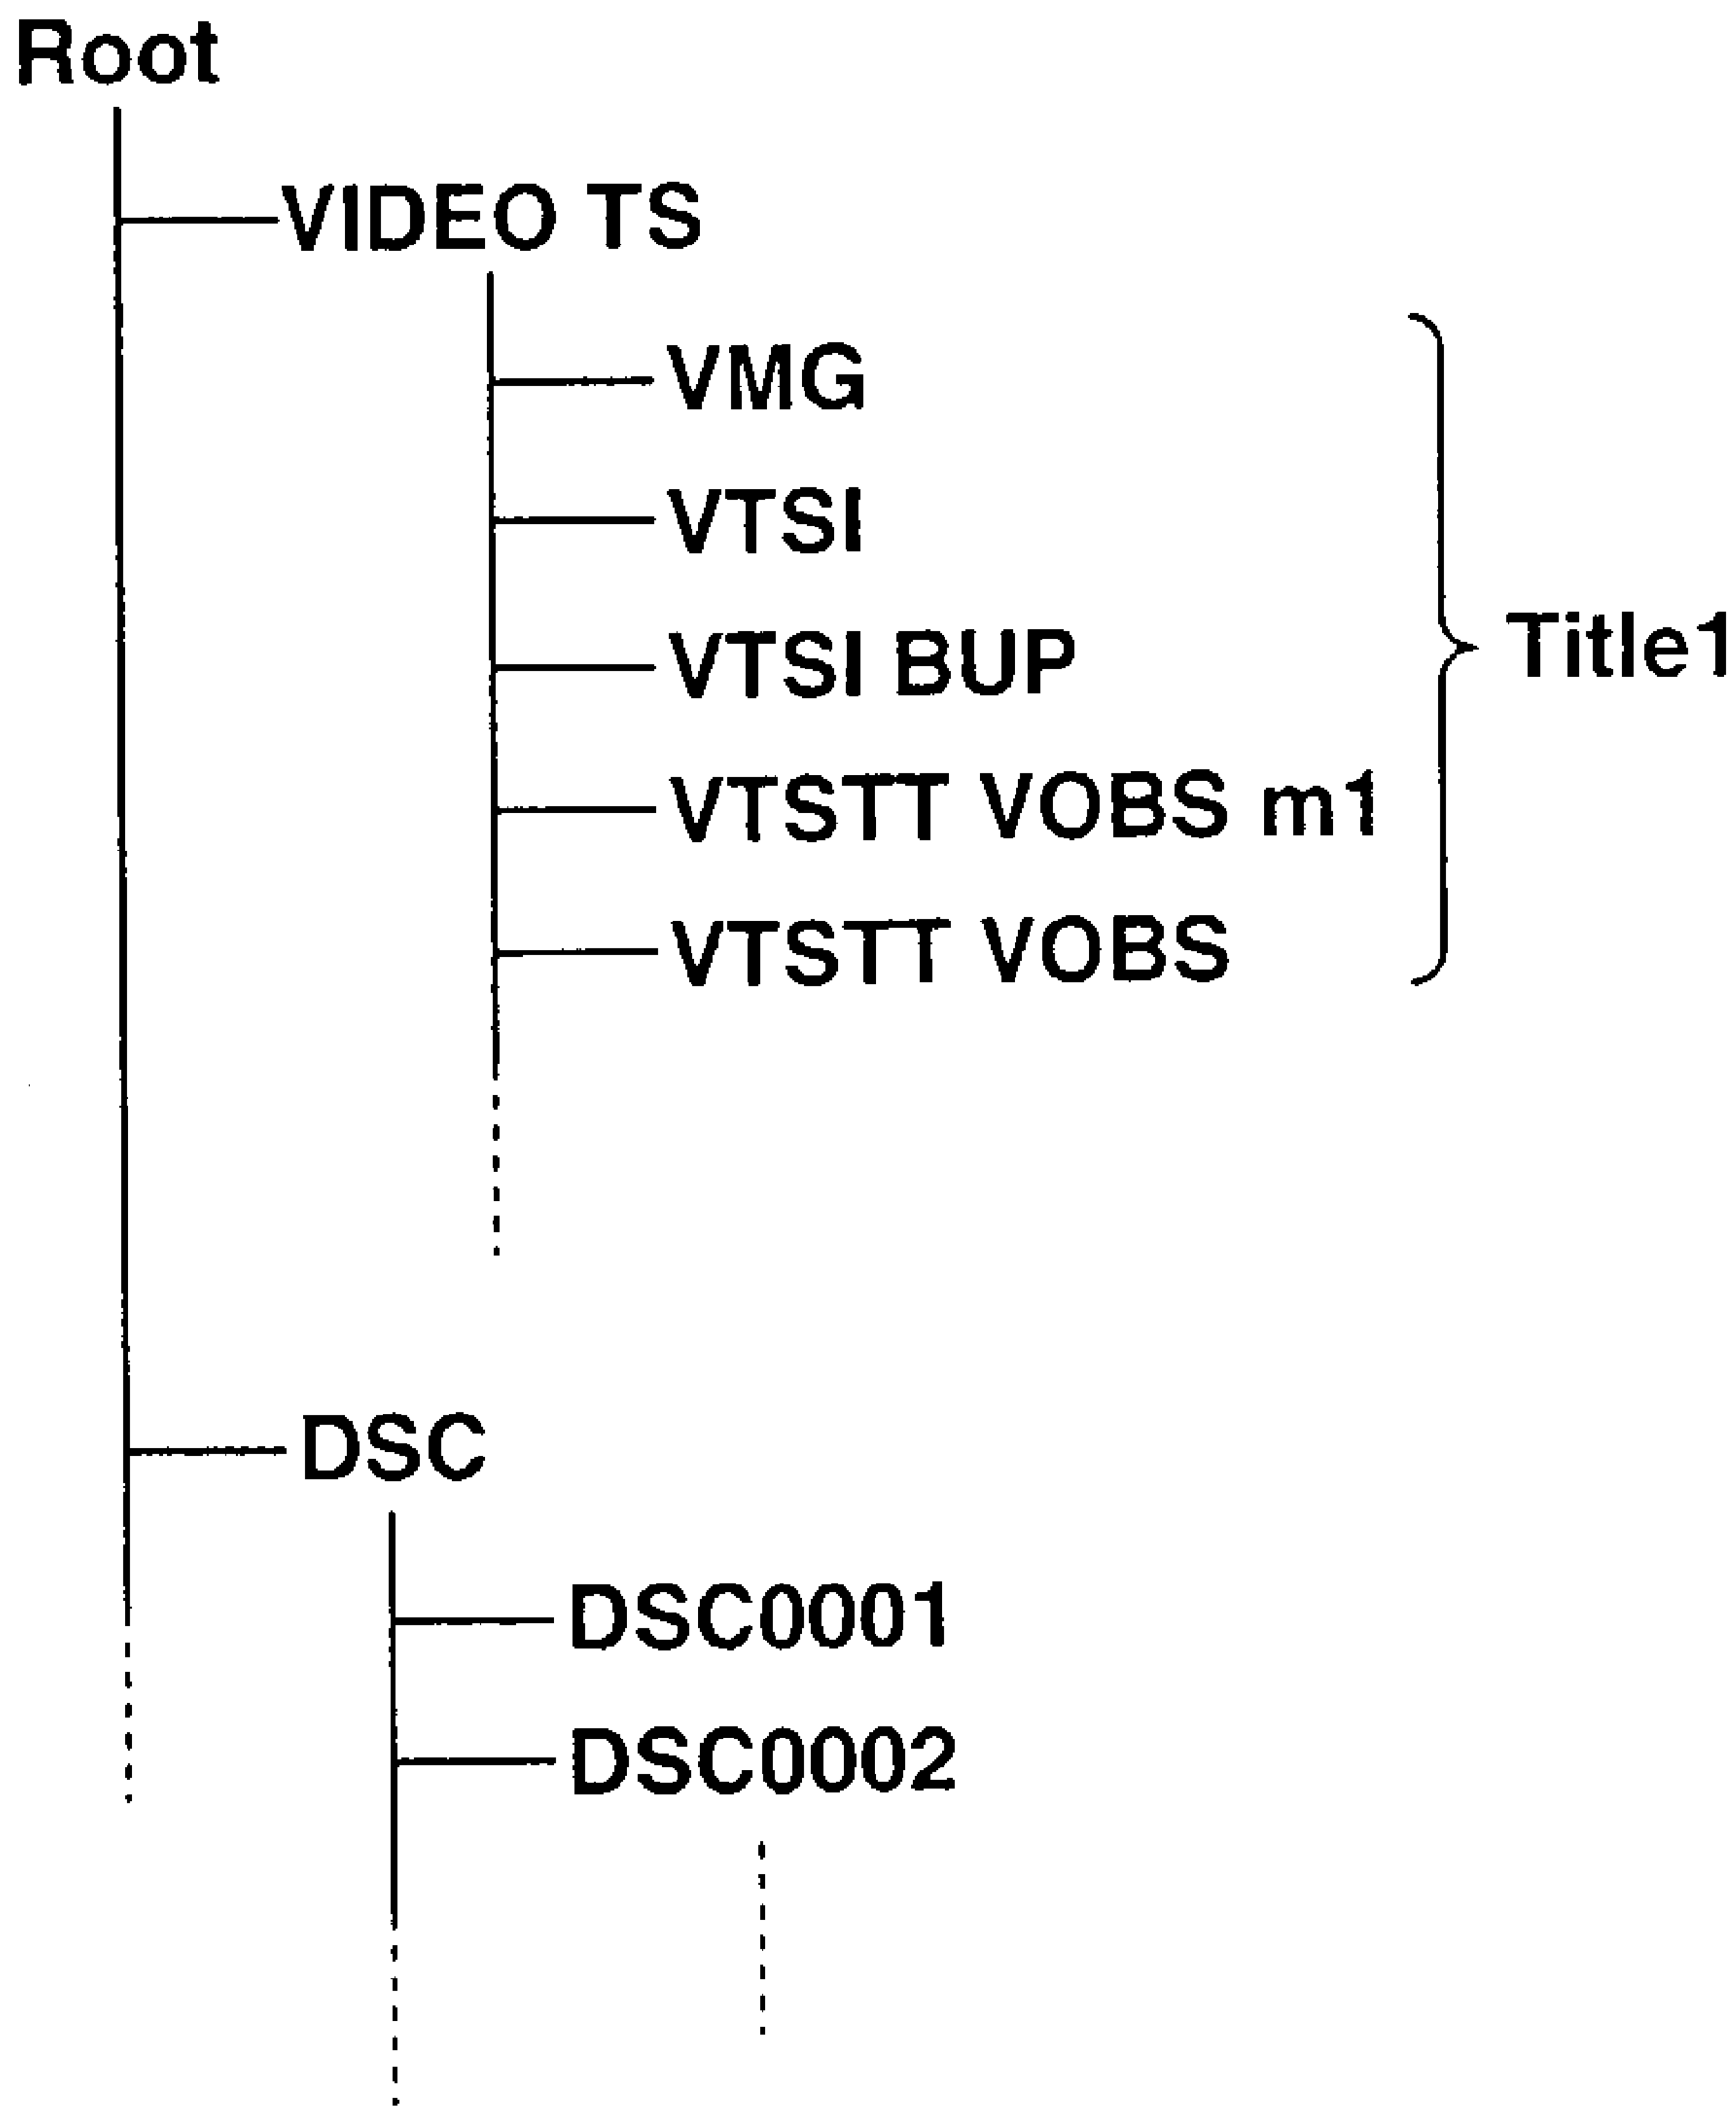 Root
VIDEO TS
VMG
VTSI
VTSI BUP
Title1
VTSTT VOBS m1
VTSTT VOBS
DSC
DSC0001
DSC0002